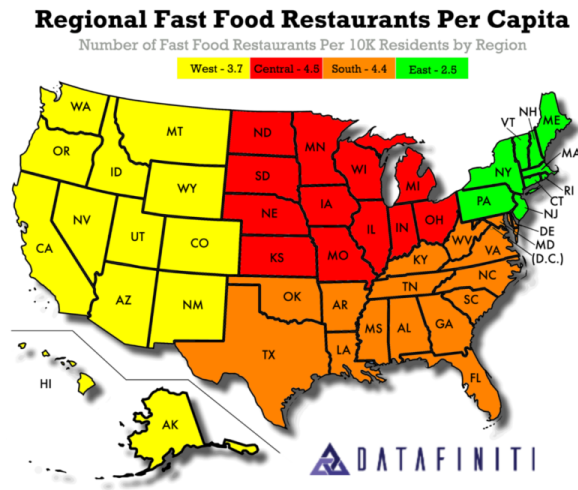 Regional Fast Food Restaurants Per Capita
Number of Fast Food Restaurants Per 10K Residents by Region
West - 3.7 Central - 4.5 South - 4.4 East - 2.5
WA
MT
ND
MN
VT
NH
ME
OR
ID
WY
SD
WI
MI
NY
MA
RI
CT
NV
NE
IA
PA
NJ
CA
UT
CO
KS
MO
IL
IN
OH
DE
MD
(D.C.)
WV
VA
KY
AZ
NM
OK
AR
TN
NC
SC
TX
LA
MS
AL
GA
FL
HI
AK
DATAFINITI